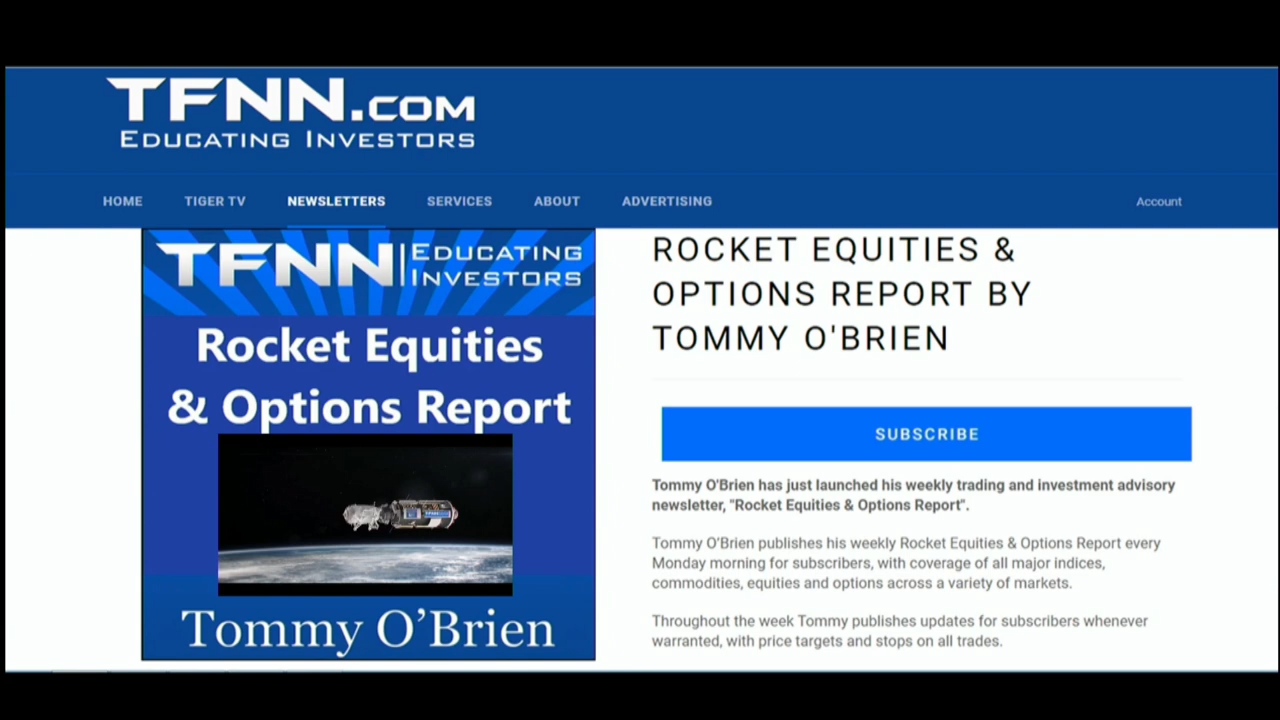 TFNN.COM
EDUCATING INVESTORS
HOME TIGER TV NEWSLETTERS SERVICES ABOUT ADVERTISING Account
TFNN EDUCATING
INVESTORS
Rocket Equities
& Options Report
Tommy O’Brien
ROCKET EQUITIES &
OPTIONS REPORT BY
TOMMY O'BRIEN
SUBSCRIBE
Tommy O'Brien has just launched his weekly trading and investment advisory
newsletter, "Rocket Equities & Options Report".
Tommy O’Brien publishes his weekly Rocket Equities & Options Report every
Monday morning for subscribers, with coverage of all major indices,
commodities, equities and options across a variety of markets.
Throughout the week Tommy publishes updates for subscribers whenever
warranted, with price targets and stops on all trades.